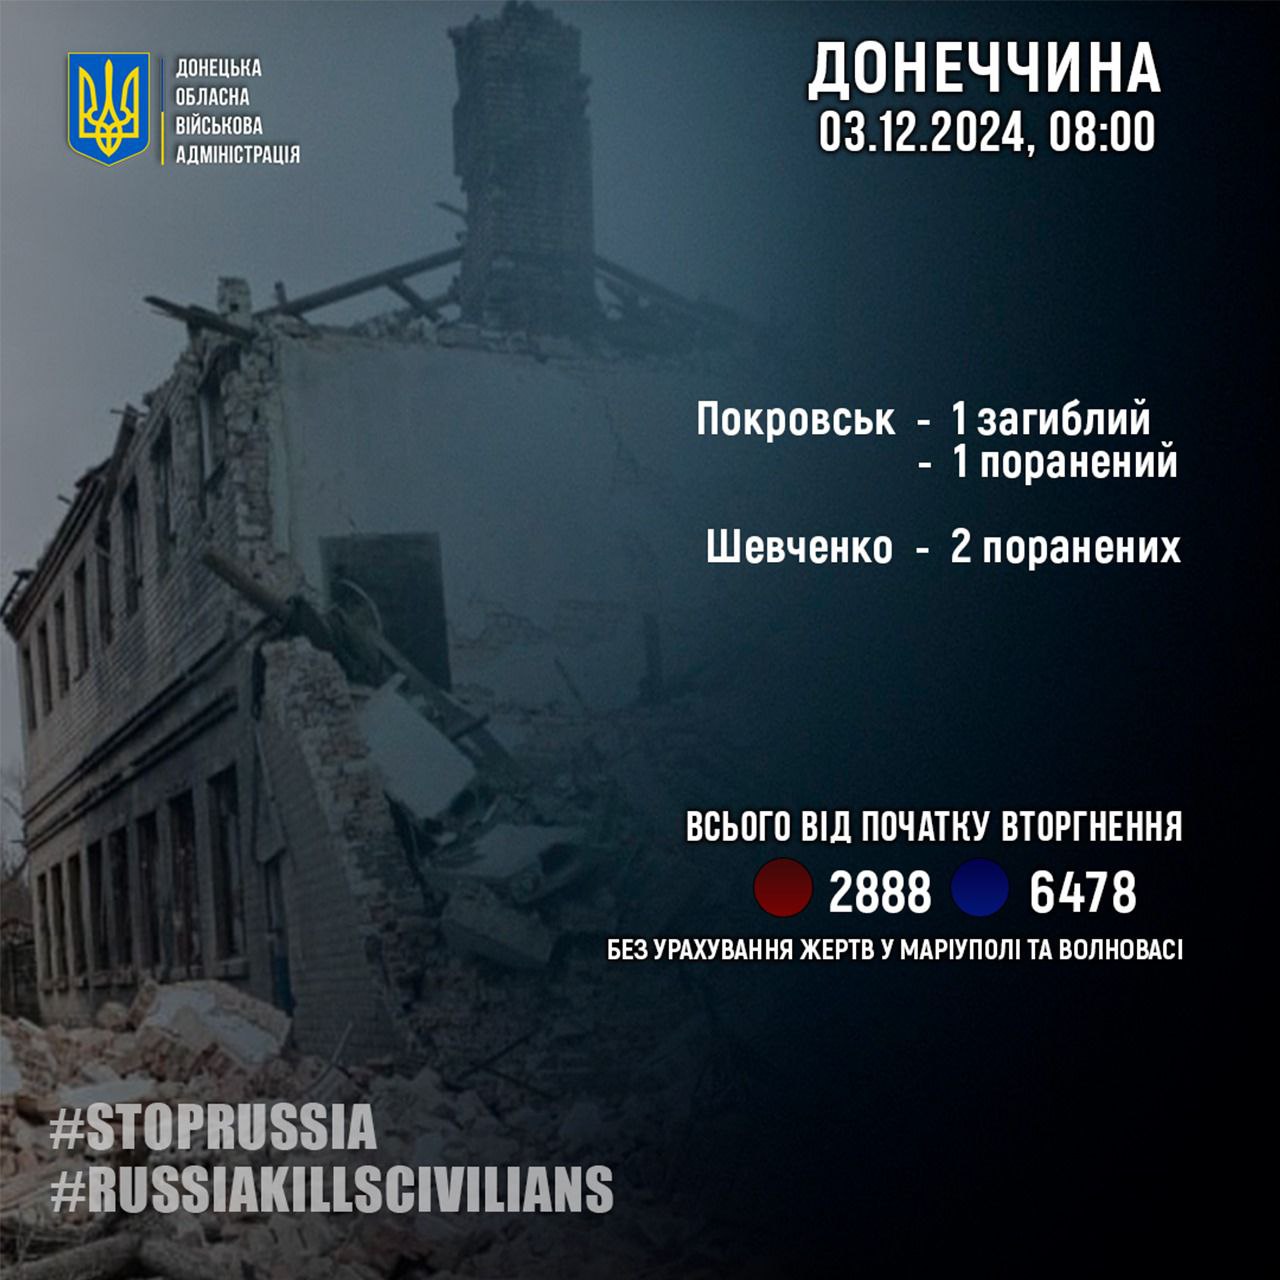 ДОНЕЦЬКА
ОБЛАСНА
ВІЙСЬКОВА
АДМІНІСТРАЦІЯ
ДОНЕЧЧИНА
03.12.2024, 08:00
Покровськ - 1 загиблий
- 1 поранений
Шевченко - 2 поранених
ВСЬОГО ВІД ПОЧАТКУ ВТОРГНЕННЯ
2888 6478
БЕЗ УРАХУВАННЯ ЖЕРТВ У МАРІУПОЛІ ТА ВОЛНОВАСІ
#STOPRUSSIA
#RUSSIAKILLSCIVILIANS